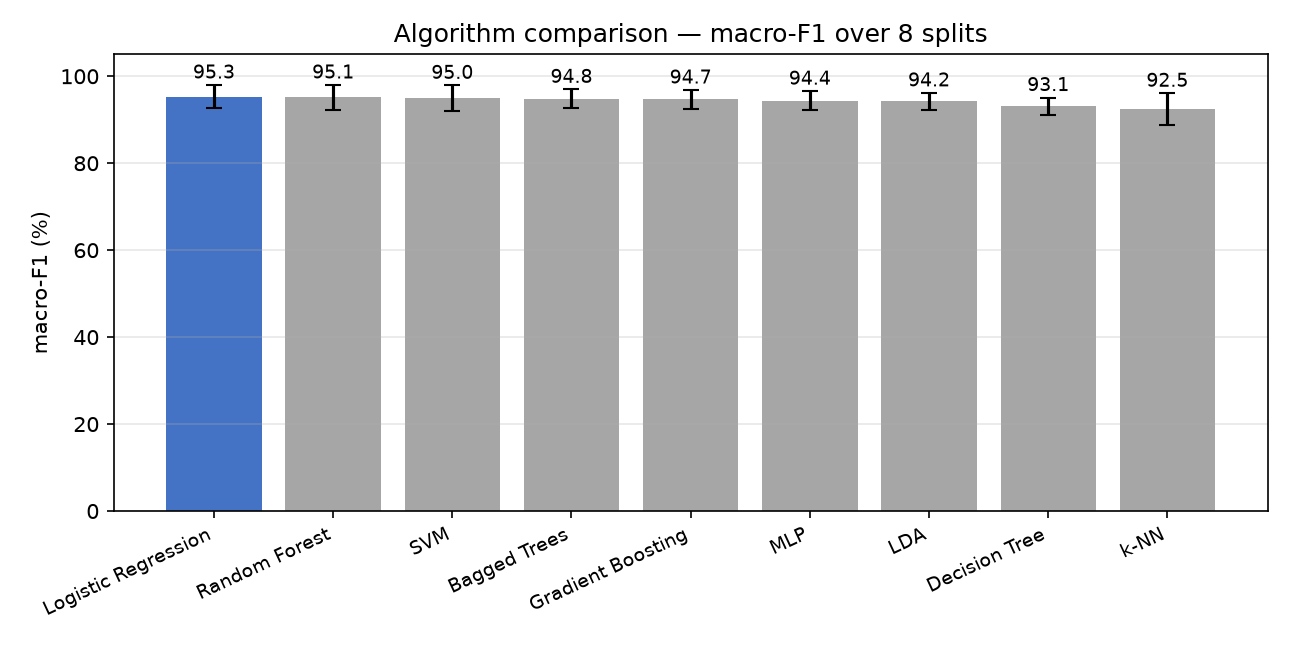 Algorithm comparison — macro-F1 over 8 splits
macro-F1 (%)
100
80
60
40
20
0
95.3
95.1
95.0
94.8
94.7
94.4
94.2
93.1
92.5
Logistic Regression
Random Forest
SVM
Bagged Trees
Gradient Boosting
MLP
LDA
Decision Tree
k-NN